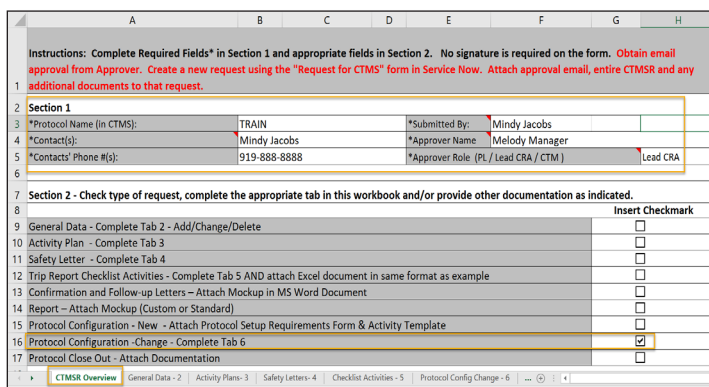 A B C D E F G H
Instructions: Complete Required Fields* in Section 1 and appropriate fields in Section 2. No signature is required on the form. Obtain email
approval from Approver. Create a new request using the "Request for CTMS" form in Service Now. Attach approval email, entire CTMSR and any
1 additional documents to that request.
2 Section 1
3 *Protocol Name (in CTMS): TRAIN *Submitted By: Mindy Jacobs
4 *Contact(s): Mindy Jacobs *Approver Name Melody Manager
5 *Contacts' Phone #(s): 919-888-8888 *Approver Role (PL / Lead CRA / CTM ) Lead CRA
6
7 Section 2 - Check type of request, complete the appropriate tab in this workbook and/or provide other documentation as indicated.
8 Insert Checkmark
9 General Data - Complete Tab 2 - Add/Change/Delete
10 Activity Plan - Complete Tab 3
11 Safety Letter - Complete Tab 4
12 Trip Report Checklist Activities - Complete Tab 5 AND attach Excel document in same format as example
13 Confirmation and Follow-up Letters – Attach Mockup in MS Word Document
14 Report – Attach Mockup (Custom or Standard)
15 Protocol Configuration - New - Attach Protocol Setup Requirements Form & Activity Template
16 Protocol Configuration -Change - Complete Tab 6
17 Protocol Close Out - Attach Documentation
CTMSR Overview General Data - 2 Activity Plans- 3 Safety Letters- 4 Checklist Activities - 5 Protocol Config Change - 6 ...